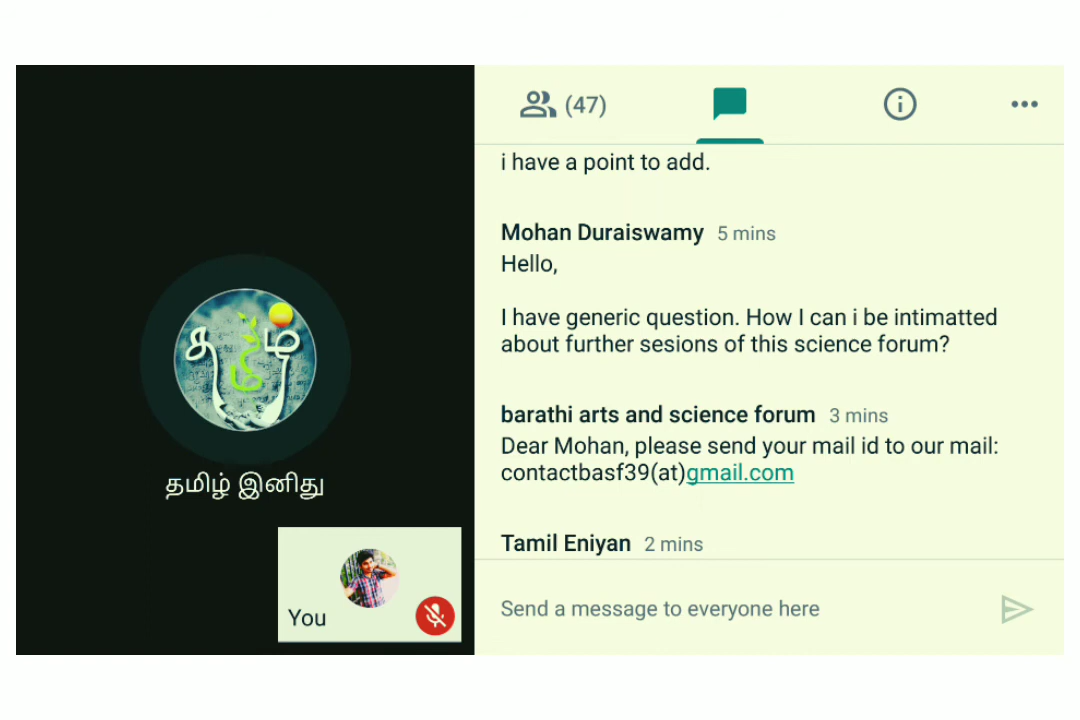 (47)
i have a point to add.
Mohan Duraiswamy 5 mins
Hello,
I have generic question. How I can i be intimatted
about further sesions of this science forum?
barathi arts and science forum 3 mins
Dear Mohan, please send your mail id to our mail:
contactbasf39(at)gmail.com
Tamil Eniyan 2 mins
Send a message to everyone here
தமிழ்
தமிழ் இனிது
You